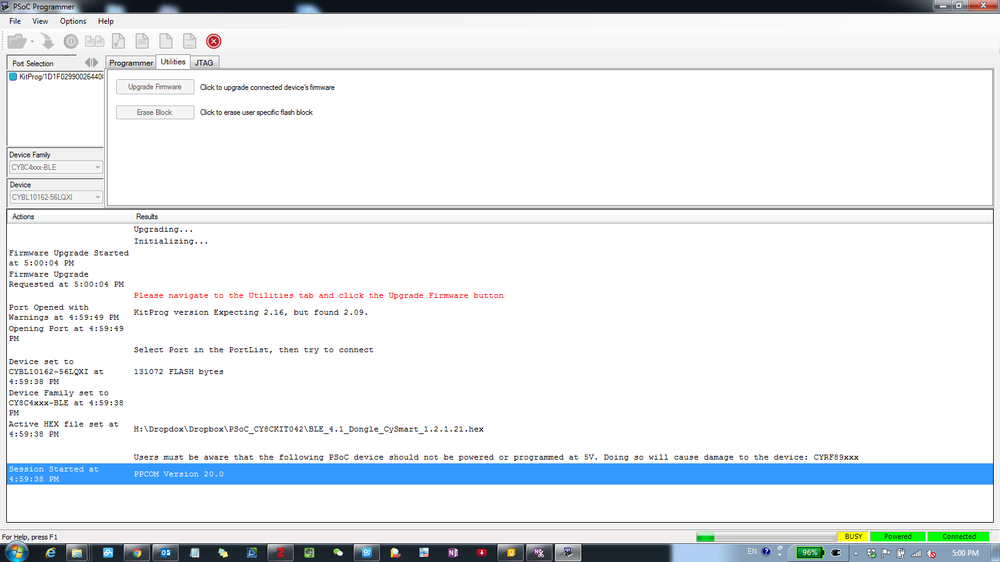 PSoC Programmer
File View Options Help
Port Selection
Programmer Utilities JTAG
KitProg/1D1F02990026440
Upgrade Firmware Click to upgrade connected device's firmware
Erase Block Click to erase user specific flash block
Device Family
CY8C4xxx-BLE
Device
CYBL10162-56LQXI
Actions Results
Upgrading...
Initializing...
Firmware Upgrade Started
at 5:00:04 PM
Firmware Upgrade
Requested at 5:00:04 PM
Please navigate to the Utilities tab and click the Upgrade Firmware button
Port Opened with
Warnings at 4:59:49 PM
KitProg version Expecting 2.16, but found 2.09.
Opening Port at 4:59:49
PM
Select Port in the PortList, then try to connect
Device set to
CYBL10162-56LQXI at
4:59:38 PM
131072 FLASH bytes
Device Family set to
CY8C4xxx-BLE at 4:59:38
PM
Active HEX file set at
4:59:38 PM
H:\Dropdox\Dropbox\PSoC_CY8CKIT042\BLE_4.1_Dongle_CySmart_1.2.1.21.hex
Users must be aware that the following PSoC device should not be powered or programmed at 5V. Doing so will cause damage to the device: CYRF89xxx
Session Started at
4:59:38 PM
PPCOM Version 20.0
For Help, press F1
BUSY Powered Connected
EN 96% 5:00 PM